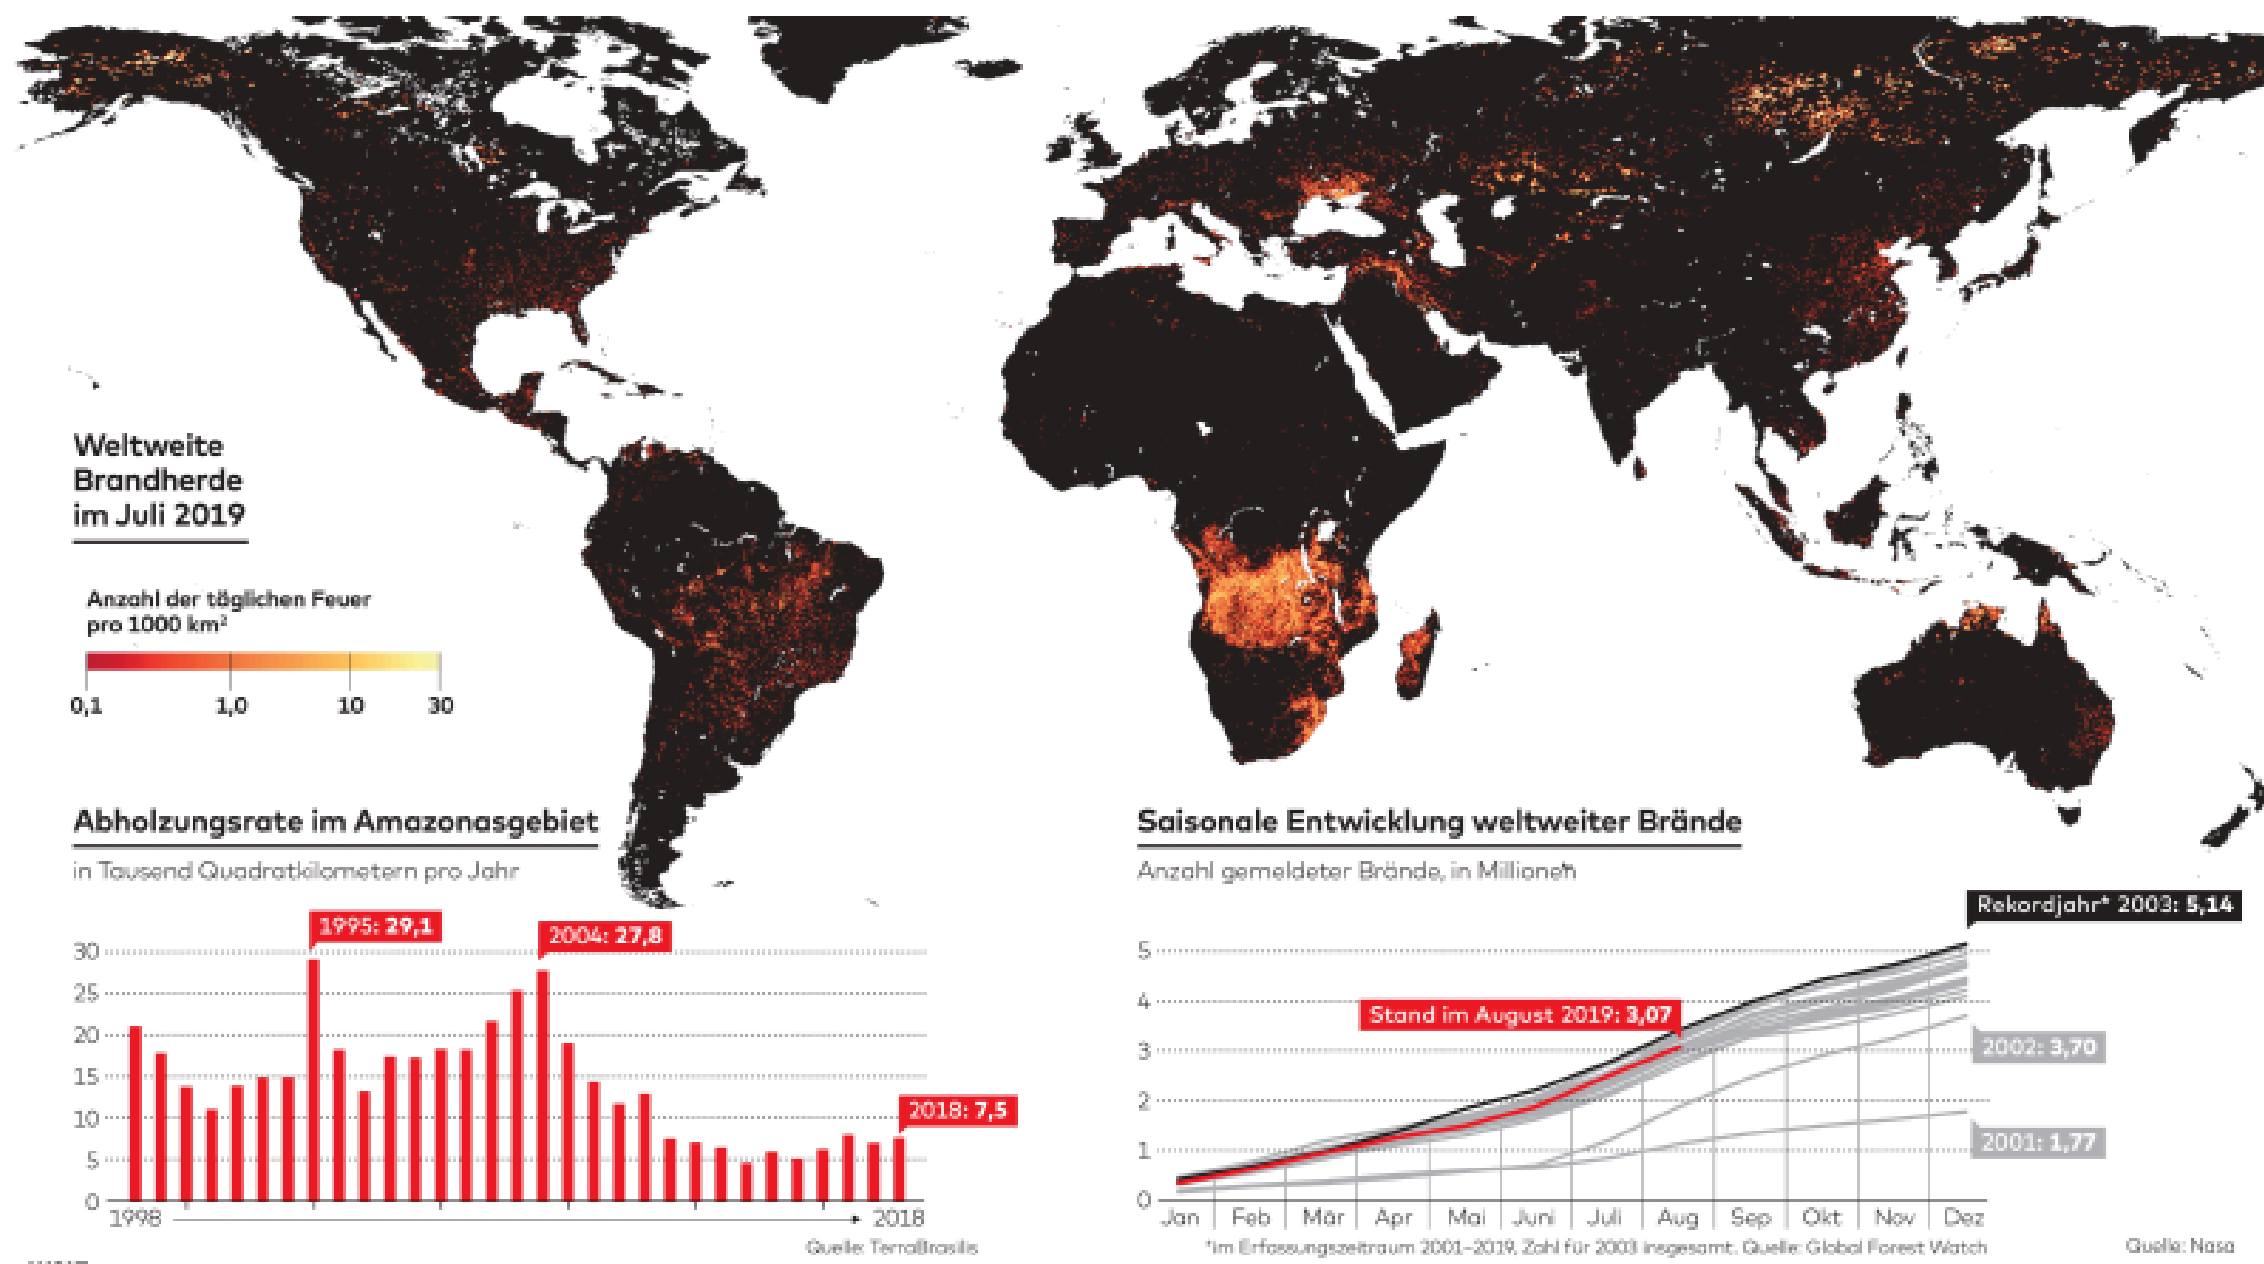 Weltweite
Brandherde
im Juli 2019
Anzahl der täglichen Feuer
pro 1000 km²
0,1 1,0 10 30
Abholzungsrate im Amazonasgebiet
in Tausend Quadratkilometern pro Jahr
1995: 29,1
2004: 27,8
2018: 7,5
30
25
20
15
10
5
0
1998 2018
Quelle: TerraBrasilis
Saisonale Entwicklung weltweiter Brände
Anzahl gemeldeter Brände, in Millionen
Rekordjahr* 2003: 5,14
Stand im August 2019: 3,07
2002: 3,70
2001: 1,77
5
4
3
2
1
0
Jan Feb Mär Apr Mai Juni Juli Aug Sep Okt Nov Dez
*im Erfassungszeitraum 2001–2019, Zahl für 2003 insgesamt, Quelle: Global Forest Watch
Quelle: Nasa